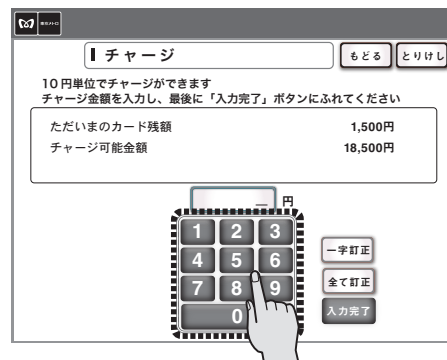 東京メトロ
チャージ
もどる
とりけし
10円単位でチャージができます
チャージ金額を入力し、最後に「入力完了」ボタンにふれてください
ただいまのカード残額 1,500円
チャージ可能金額 18,500円
_ 円
1 2 3
4 5 6
7 8 9
0
一字訂正
全て訂正
入力完了